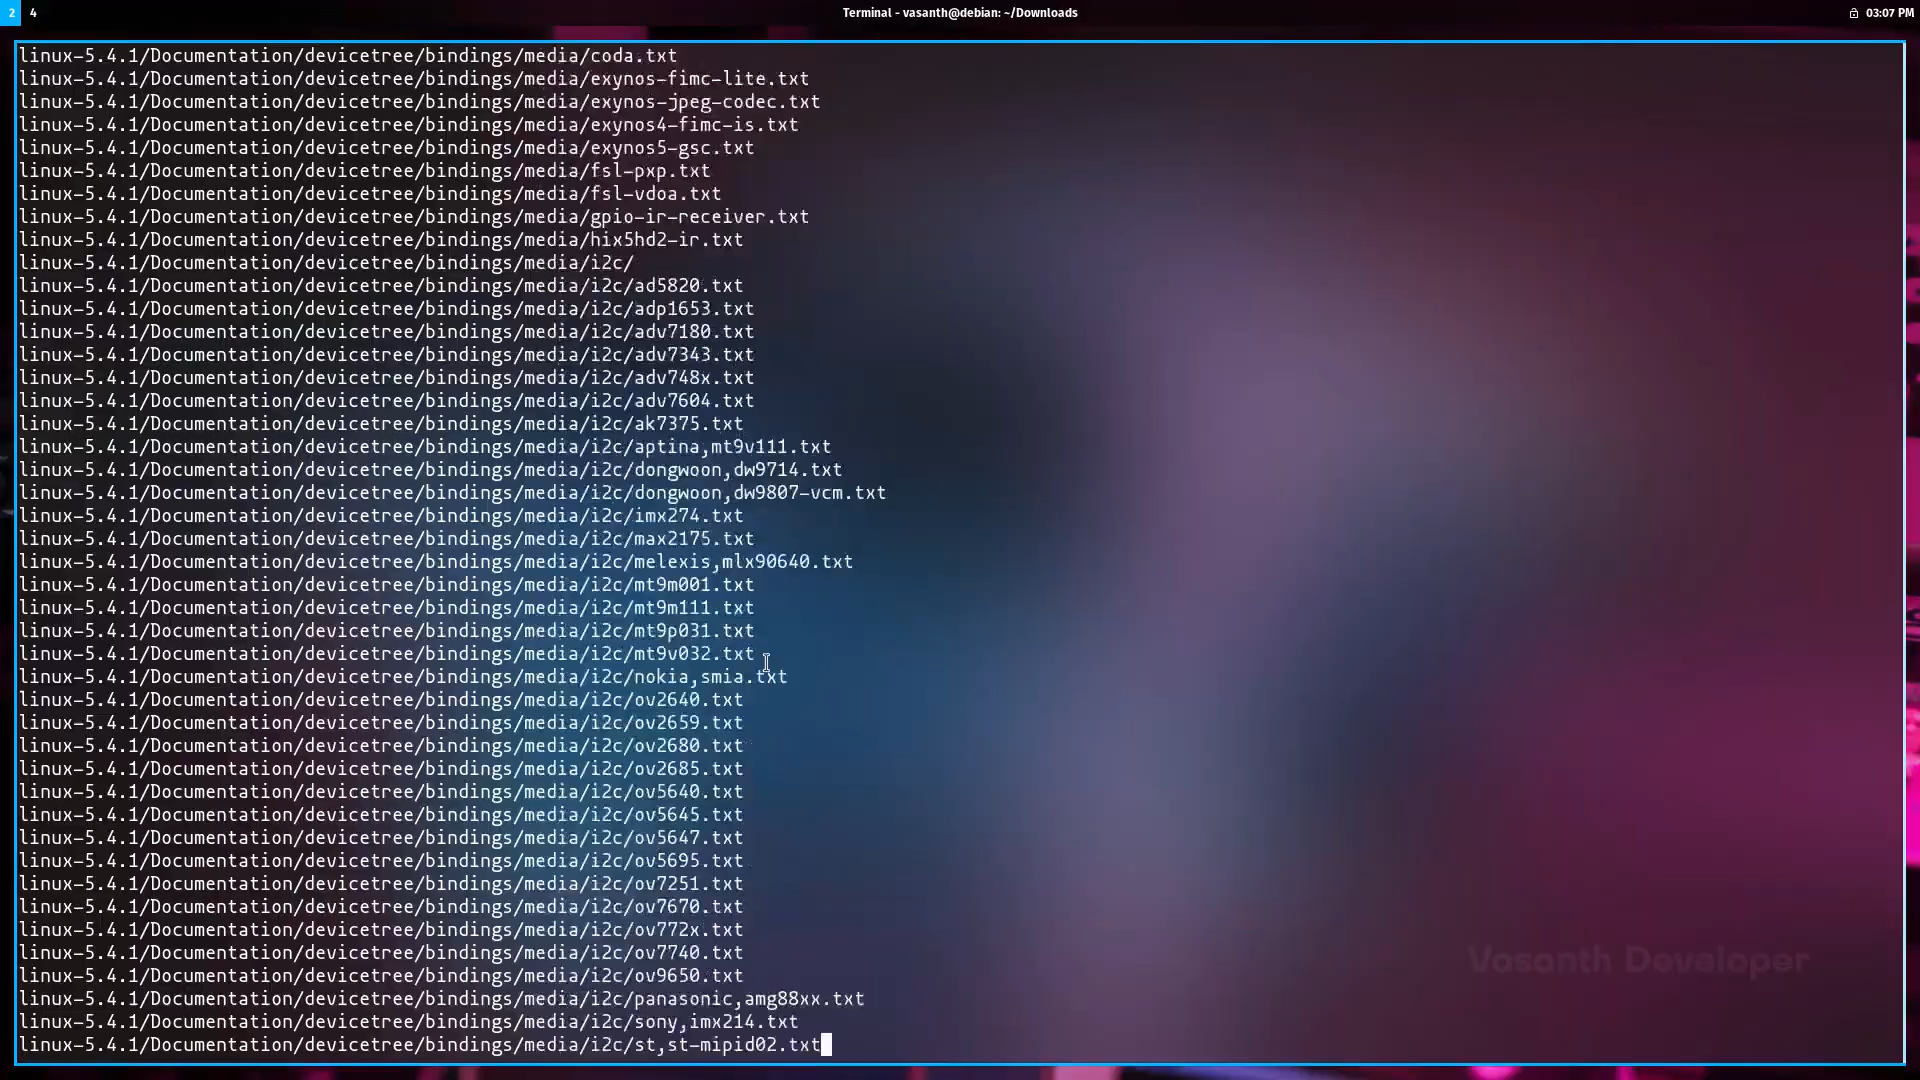 2 4 Terminal - vasanth@debian: ~/Downloads 03:07 PM
linux-5.4.1/Documentation/devicetree/bindings/media/coda.txt
linux-5.4.1/Documentation/devicetree/bindings/media/exynos-fimc-lite.txt
linux-5.4.1/Documentation/devicetree/bindings/media/exynos-jpeg-codec.txt
linux-5.4.1/Documentation/devicetree/bindings/media/exynos4-fimc-is.txt
linux-5.4.1/Documentation/devicetree/bindings/media/exynos5-gsc.txt
linux-5.4.1/Documentation/devicetree/bindings/media/fsl-pxp.txt
linux-5.4.1/Documentation/devicetree/bindings/media/fsl-vdoa.txt
linux-5.4.1/Documentation/devicetree/bindings/media/gpio-ir-receiver.txt
linux-5.4.1/Documentation/devicetree/bindings/media/hix5hd2-ir.txt
linux-5.4.1/Documentation/devicetree/bindings/media/i2c/
linux-5.4.1/Documentation/devicetree/bindings/media/i2c/ad5820.txt
linux-5.4.1/Documentation/devicetree/bindings/media/i2c/adp1653.txt
linux-5.4.1/Documentation/devicetree/bindings/media/i2c/adv7180.txt
linux-5.4.1/Documentation/devicetree/bindings/media/i2c/adv7343.txt
linux-5.4.1/Documentation/devicetree/bindings/media/i2c/adv748x.txt
linux-5.4.1/Documentation/devicetree/bindings/media/i2c/adv7604.txt
linux-5.4.1/Documentation/devicetree/bindings/media/i2c/ak7375.txt
linux-5.4.1/Documentation/devicetree/bindings/media/i2c/aptina,mt9v111.txt
linux-5.4.1/Documentation/devicetree/bindings/media/i2c/dongwoon,dw9714.txt
linux-5.4.1/Documentation/devicetree/bindings/media/i2c/dongwoon,dw9807-vcm.txt
linux-5.4.1/Documentation/devicetree/bindings/media/i2c/imx274.txt
linux-5.4.1/Documentation/devicetree/bindings/media/i2c/max2175.txt
linux-5.4.1/Documentation/devicetree/bindings/media/i2c/melexis,mlx90640.txt
linux-5.4.1/Documentation/devicetree/bindings/media/i2c/mt9m001.txt
linux-5.4.1/Documentation/devicetree/bindings/media/i2c/mt9m111.txt
linux-5.4.1/Documentation/devicetree/bindings/media/i2c/mt9p031.txt
linux-5.4.1/Documentation/devicetree/bindings/media/i2c/mt9v032.txt
linux-5.4.1/Documentation/devicetree/bindings/media/i2c/nokia,smia.txt
linux-5.4.1/Documentation/devicetree/bindings/media/i2c/ov2640.txt
linux-5.4.1/Documentation/devicetree/bindings/media/i2c/ov2659.txt
linux-5.4.1/Documentation/devicetree/bindings/media/i2c/ov2680.txt
linux-5.4.1/Documentation/devicetree/bindings/media/i2c/ov2685.txt
linux-5.4.1/Documentation/devicetree/bindings/media/i2c/ov5640.txt
linux-5.4.1/Documentation/devicetree/bindings/media/i2c/ov5645.txt
linux-5.4.1/Documentation/devicetree/bindings/media/i2c/ov5647.txt
linux-5.4.1/Documentation/devicetree/bindings/media/i2c/ov5695.txt
linux-5.4.1/Documentation/devicetree/bindings/media/i2c/ov7251.txt
linux-5.4.1/Documentation/devicetree/bindings/media/i2c/ov7670.txt
linux-5.4.1/Documentation/devicetree/bindings/media/i2c/ov772x.txt
linux-5.4.1/Documentation/devicetree/bindings/media/i2c/ov7740.txt
linux-5.4.1/Documentation/devicetree/bindings/media/i2c/ov9650.txt
linux-5.4.1/Documentation/devicetree/bindings/media/i2c/panasonic,amg88xx.txt
linux-5.4.1/Documentation/devicetree/bindings/media/i2c/sony,imx214.txt
linux-5.4.1/Documentation/devicetree/bindings/media/i2c/st,st-mipid02.txt
Vasanth Developer